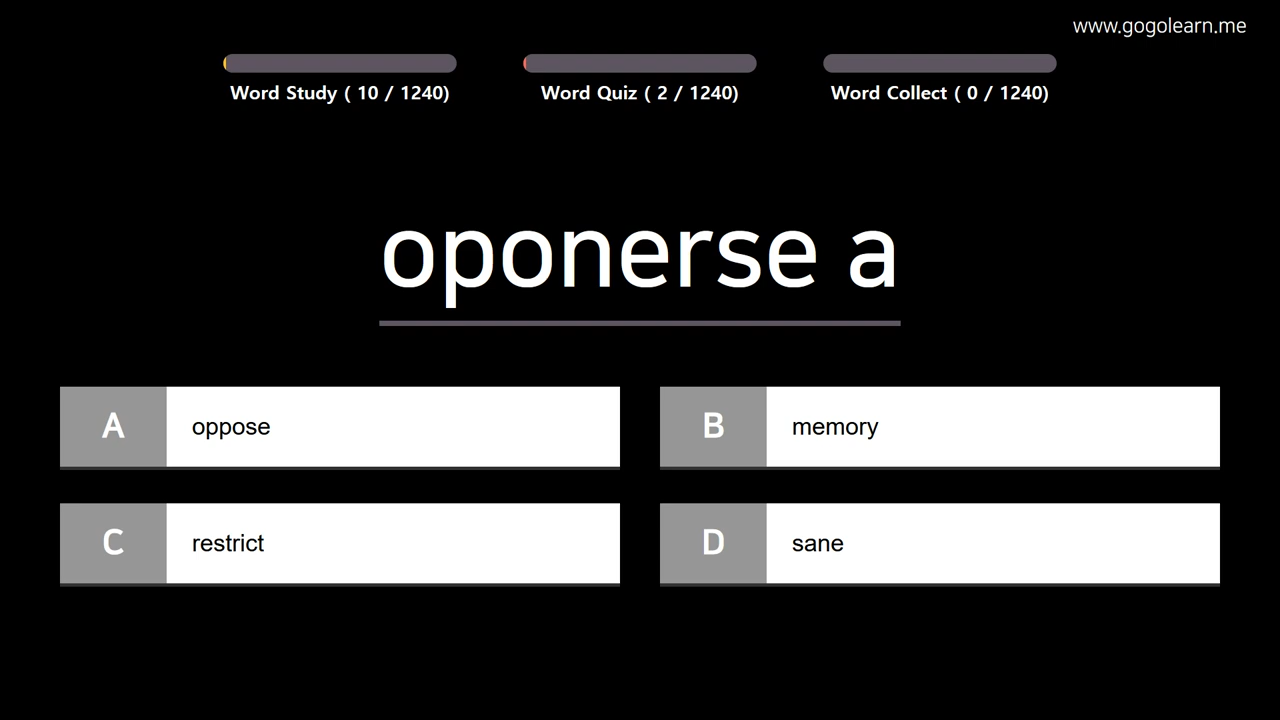 www.gogolearn.me
Word Study ( 10 / 1240)
Word Quiz ( 2 / 1240)
Word Collect ( 0 / 1240)
oponerse a
A oppose
B memory
C restrict
D sane